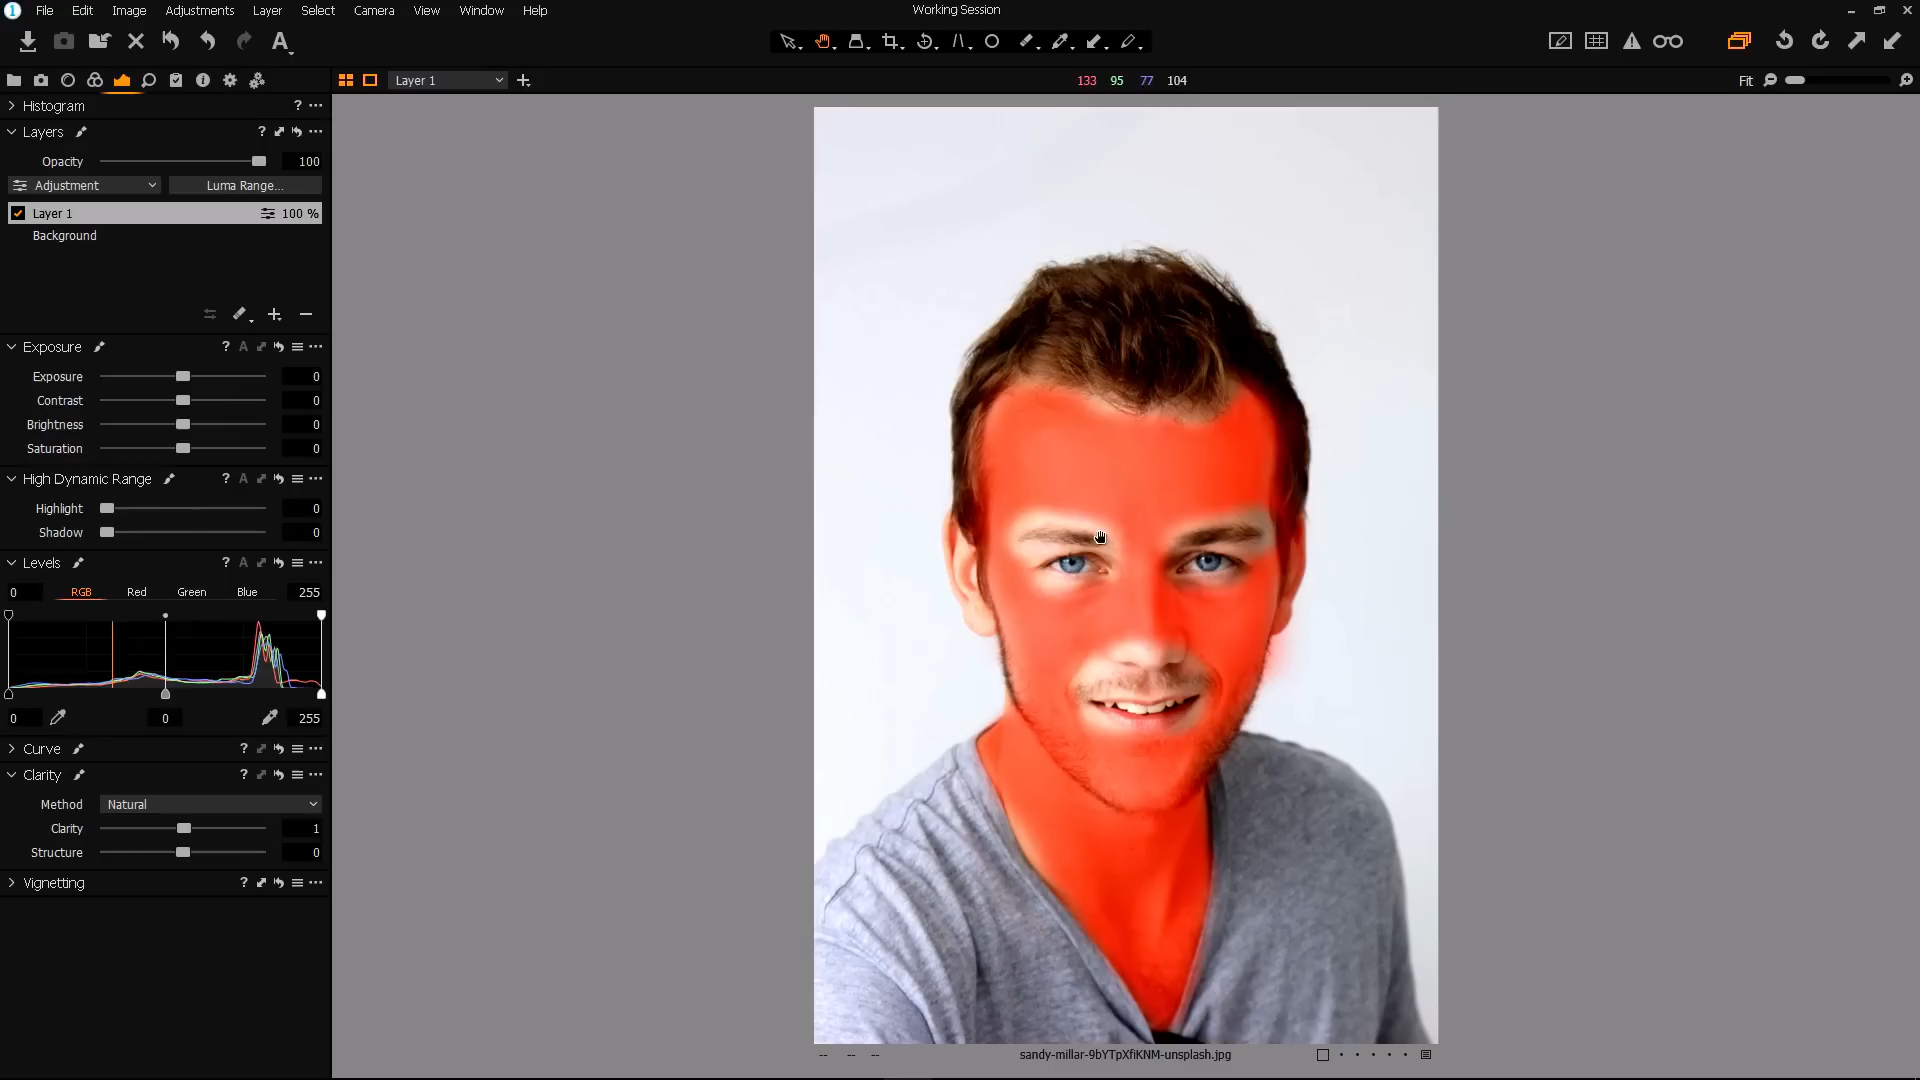 File Edit Image Adjustments Layer Select Camera View Window Help
Working Session
Layer 1
133 95 77 104
Fit
Histogram
Layers
Opacity 100
Adjustment Luma Range...
Layer 1 100 %
Background
Exposure
Exposure 0
Contrast 0
Brightness 0
Saturation 0
High Dynamic Range
Highlight 0
Shadow 0
Levels
0 RGB Red Green Blue 255
0 0 255
Curve
Clarity
Method Natural
Clarity 1
Structure 0
Vignetting
-- -- -- sandy-millar-9bYTpXfiKNM-unsplash.jpg